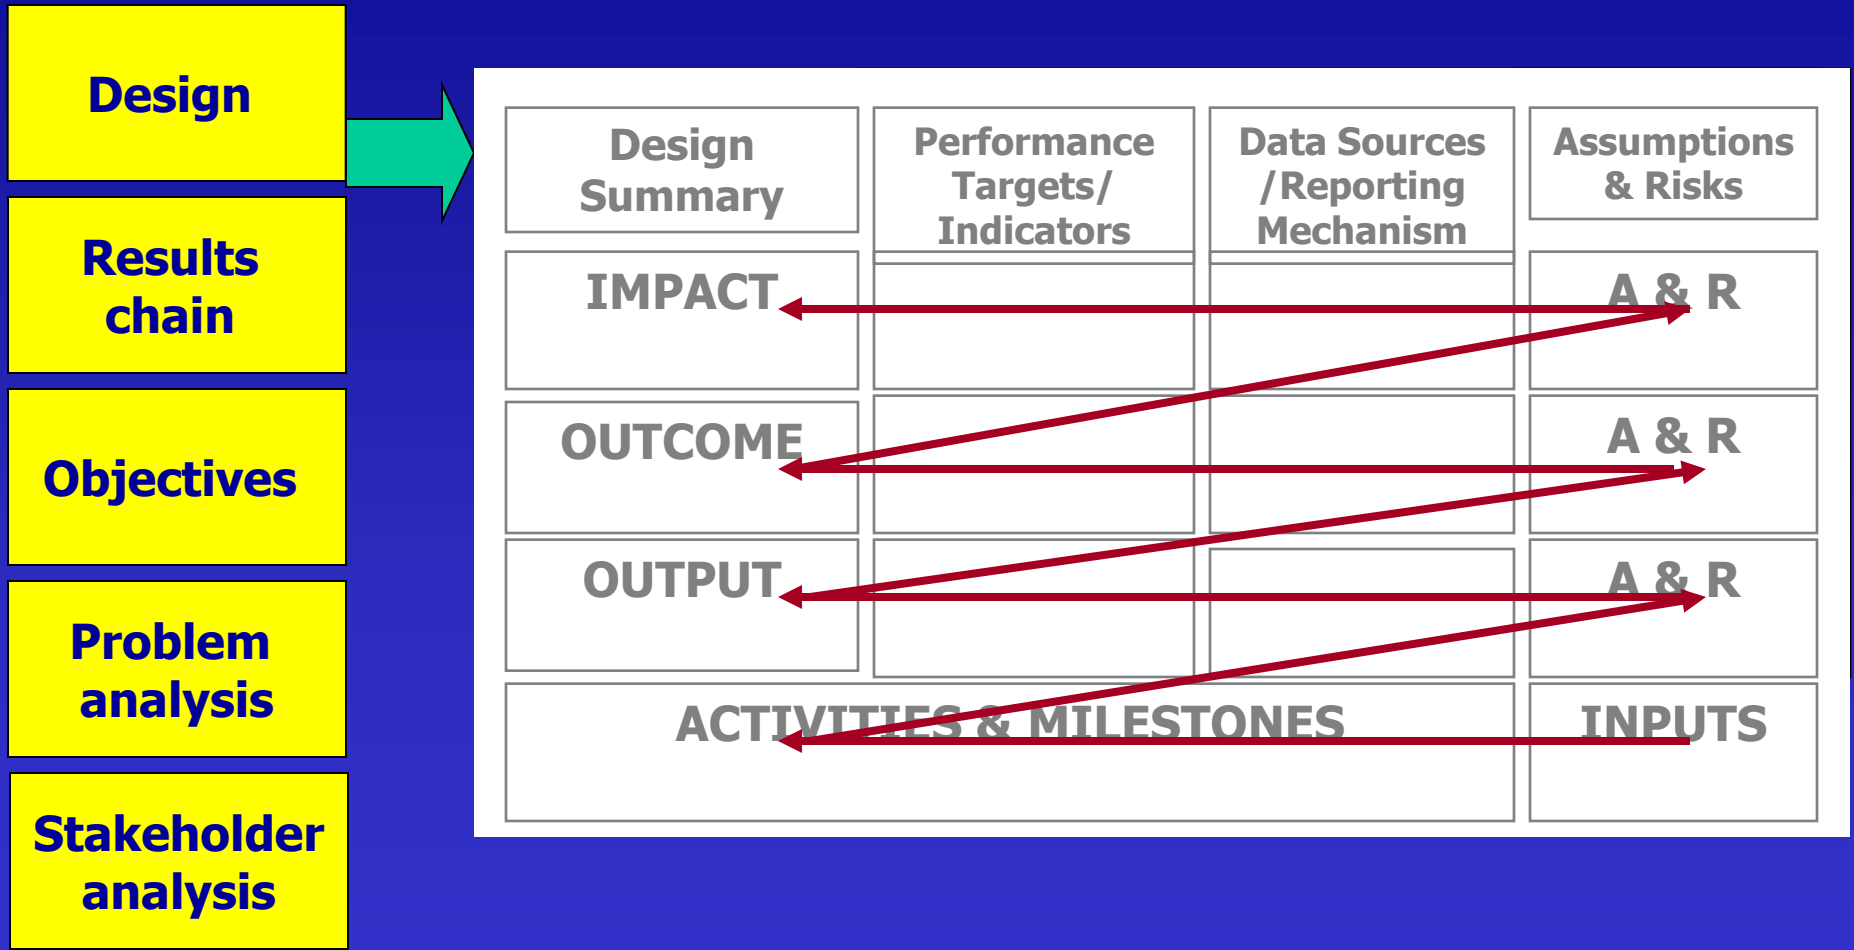 Design
Results
chain
Objectives
Problem
analysis
Stakeholder
analysis
Design
Summary
Performance
Targets/
Indicators
Data Sources
/Reporting
Mechanism
Assumptions
& Risks
IMPACT
A & R
OUTCOME
A & R
OUTPUT
A & R
ACTIVITIES & MILESTONES
INPUTS